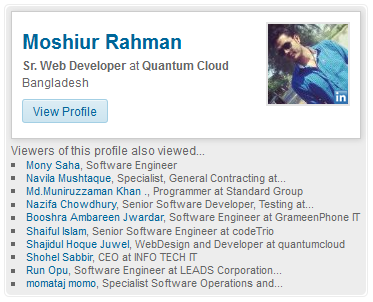 Moshiur Rahman
Sr. Web Developer at Quantum Cloud
Bangladesh
in
View Profile
Viewers of this profile also viewed...
Mony Saha, Software Engineer
Navila Mushtaque, Specialist, General Contracting at...
Md.Muniruzzaman Khan ., Programmer at Standard Group
Nazifa Chowdhury, Senior Software Developer, Testing at...
Booshra Ambareen Jwardar, Software Engineer at GrameenPhone IT
Shaiful Islam, Senior Software Engineer at codeTrio
Shajidul Hoque Juwel, WebDesign and Developer at quantumcloud
Shohel Sabbir, CEO at INFO TECH IT
Run Opu, Software Engineer at LEADS Corporation...
momataj momo, Specialist Software Operations and...